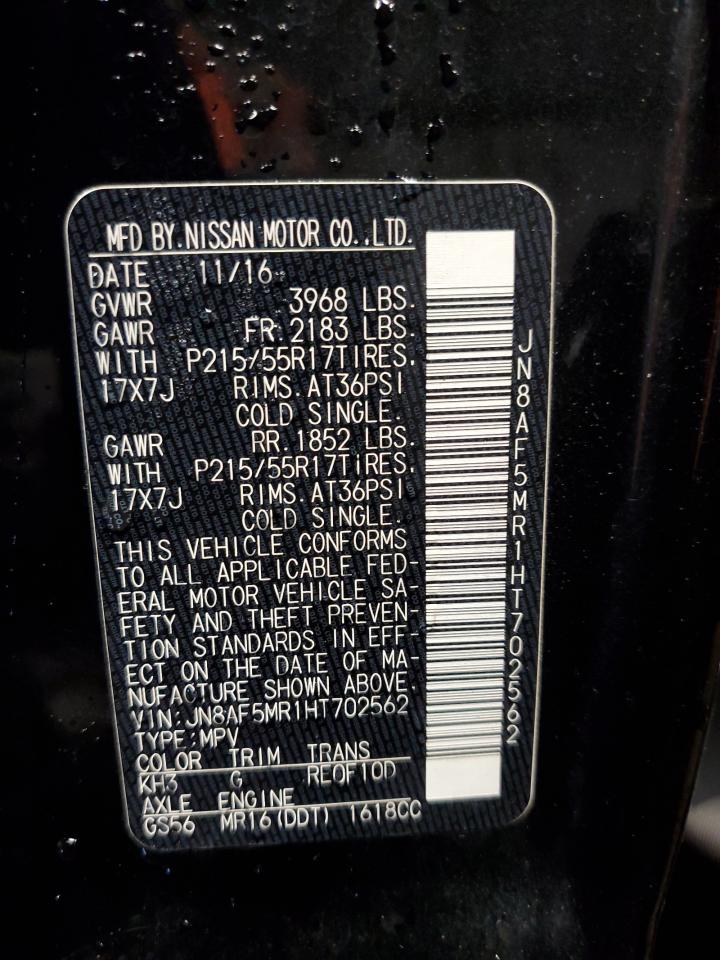 MFD BY.NISSAN MOTOR CO.,LTD.
DATE 11/16
GVWR 3968 LBS.
GAWR FR.2183 LBS.
WITH P215/55R17TIRES.
17X7J RIMS.AT36PSI
COLD SINGLE.
GAWR RR.1852 LBS.
WITH P215/55R17TIRES.
17X7J RIMS.AT36PSI
COLD SINGLE.
THIS VEHICLE CONFORMS
TO ALL APPLICABLE FED-
ERAL MOTOR VEHICLE SA-
FETY AND THEFT PREVEN-
TION STANDARDS IN EFF-
ECT ON THE DATE OF MA-
NUFACTURE SHOWN ABOVE.
VIN:JN8AF5MR1HT702562
TYPE:MPV
COLOR TRIM TRANS
KH3 G RE0F10D
AXLE ENGINE
GS56 MR16(DDT) 1618CC
JN8AF5MR1HT702562